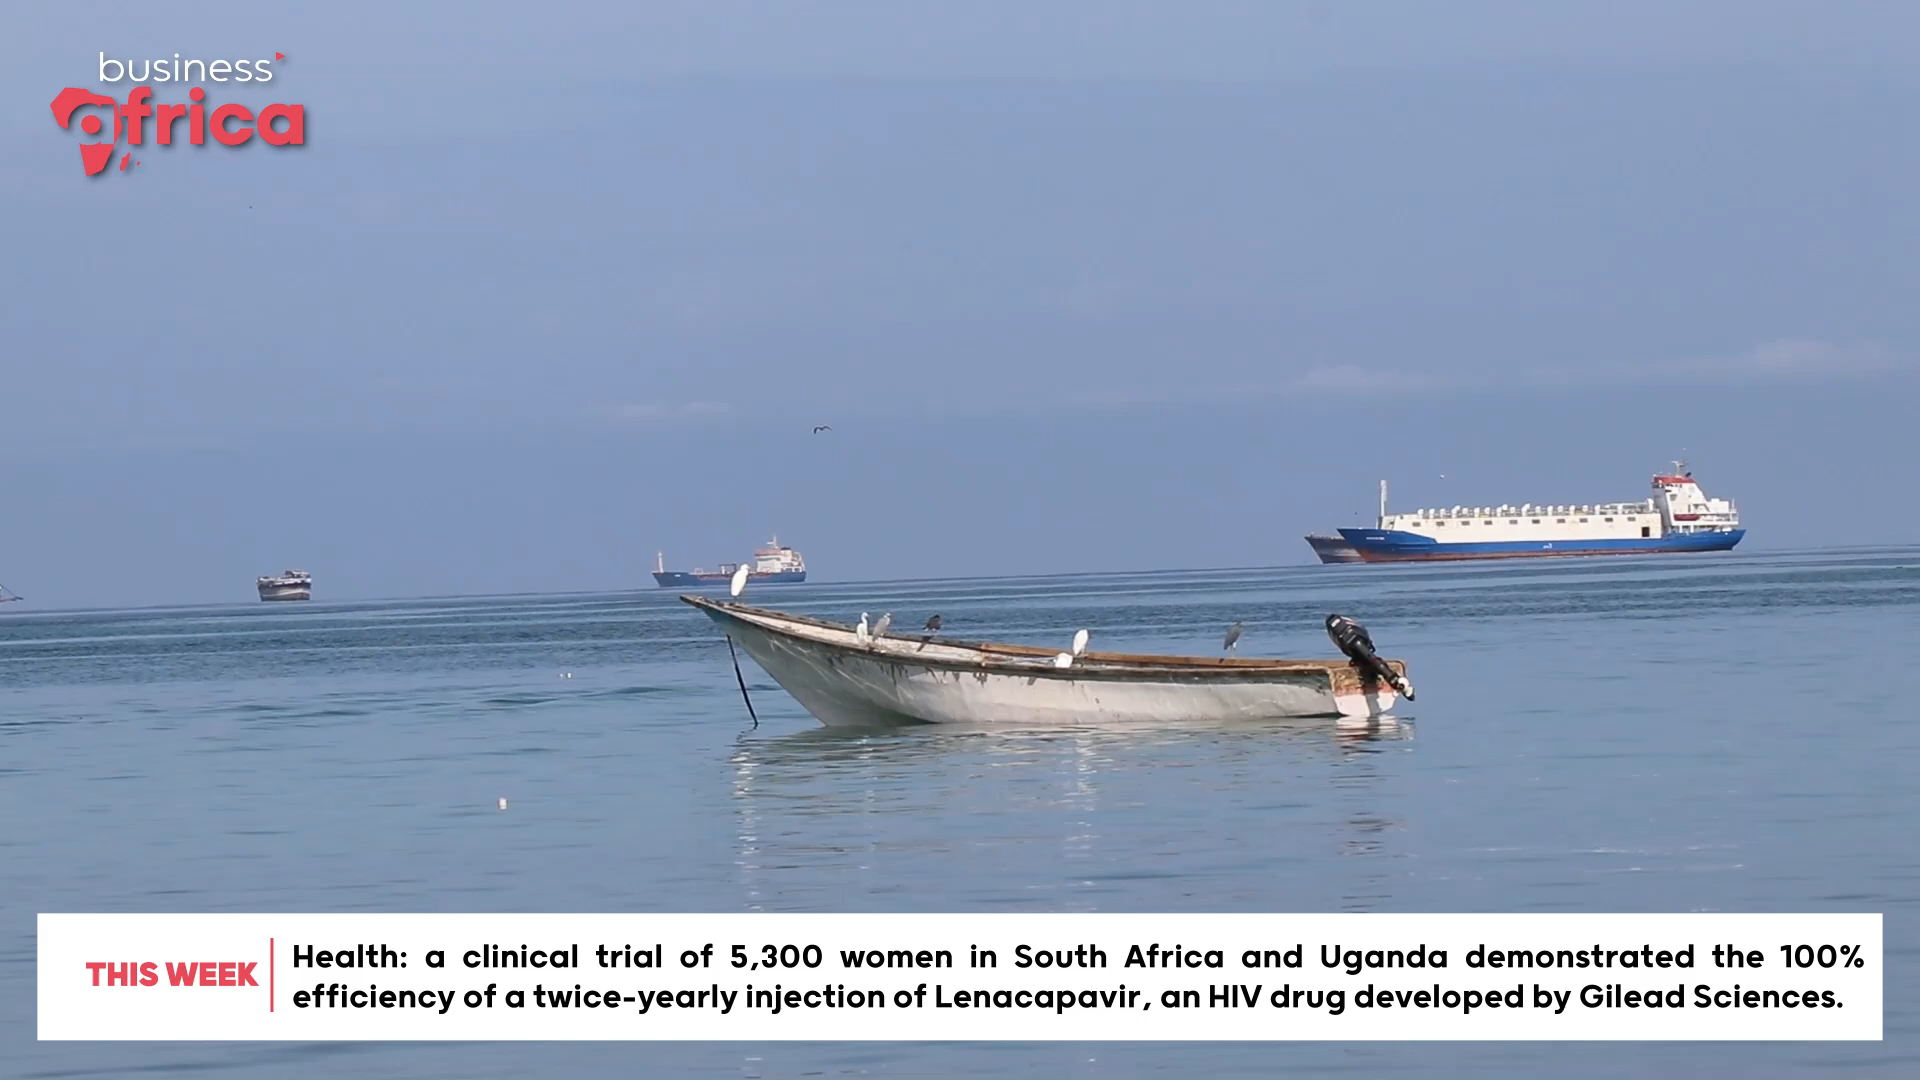 business
africa
THIS WEEK
Health: a clinical trial of 5,300 women in South Africa and Uganda demonstrated the 100%
efficiency of a twice-yearly injection of Lenacapavir, an HIV drug developed by Gilead Sciences.